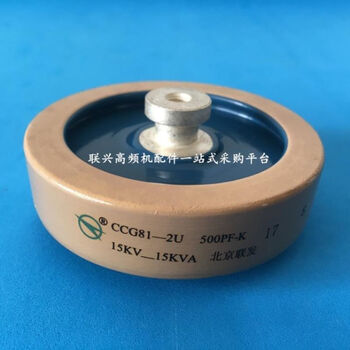 联兴高频机配件一站式采购平台
CCG81—2U 500PF-K 17
15KV—15KVA 北京联发